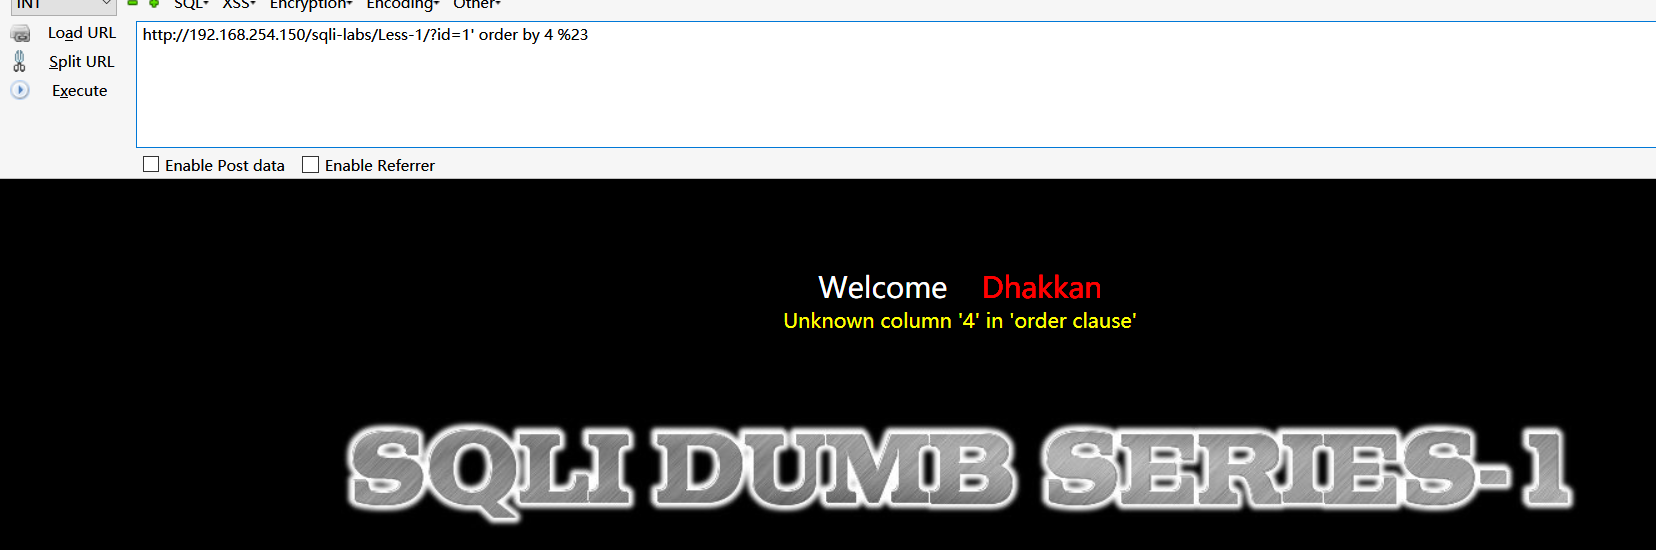 INT SQL XSS Encryption Encoding Other
Load URL
http://192.168.254.150/sqli-labs/Less-1/?id=1' order by 4 %23
Split URL
Execute
Enable Post data Enable Referrer
Welcome Dhakkan
Unknown column '4' in 'order clause'
SQLI DUMB SERIES-1